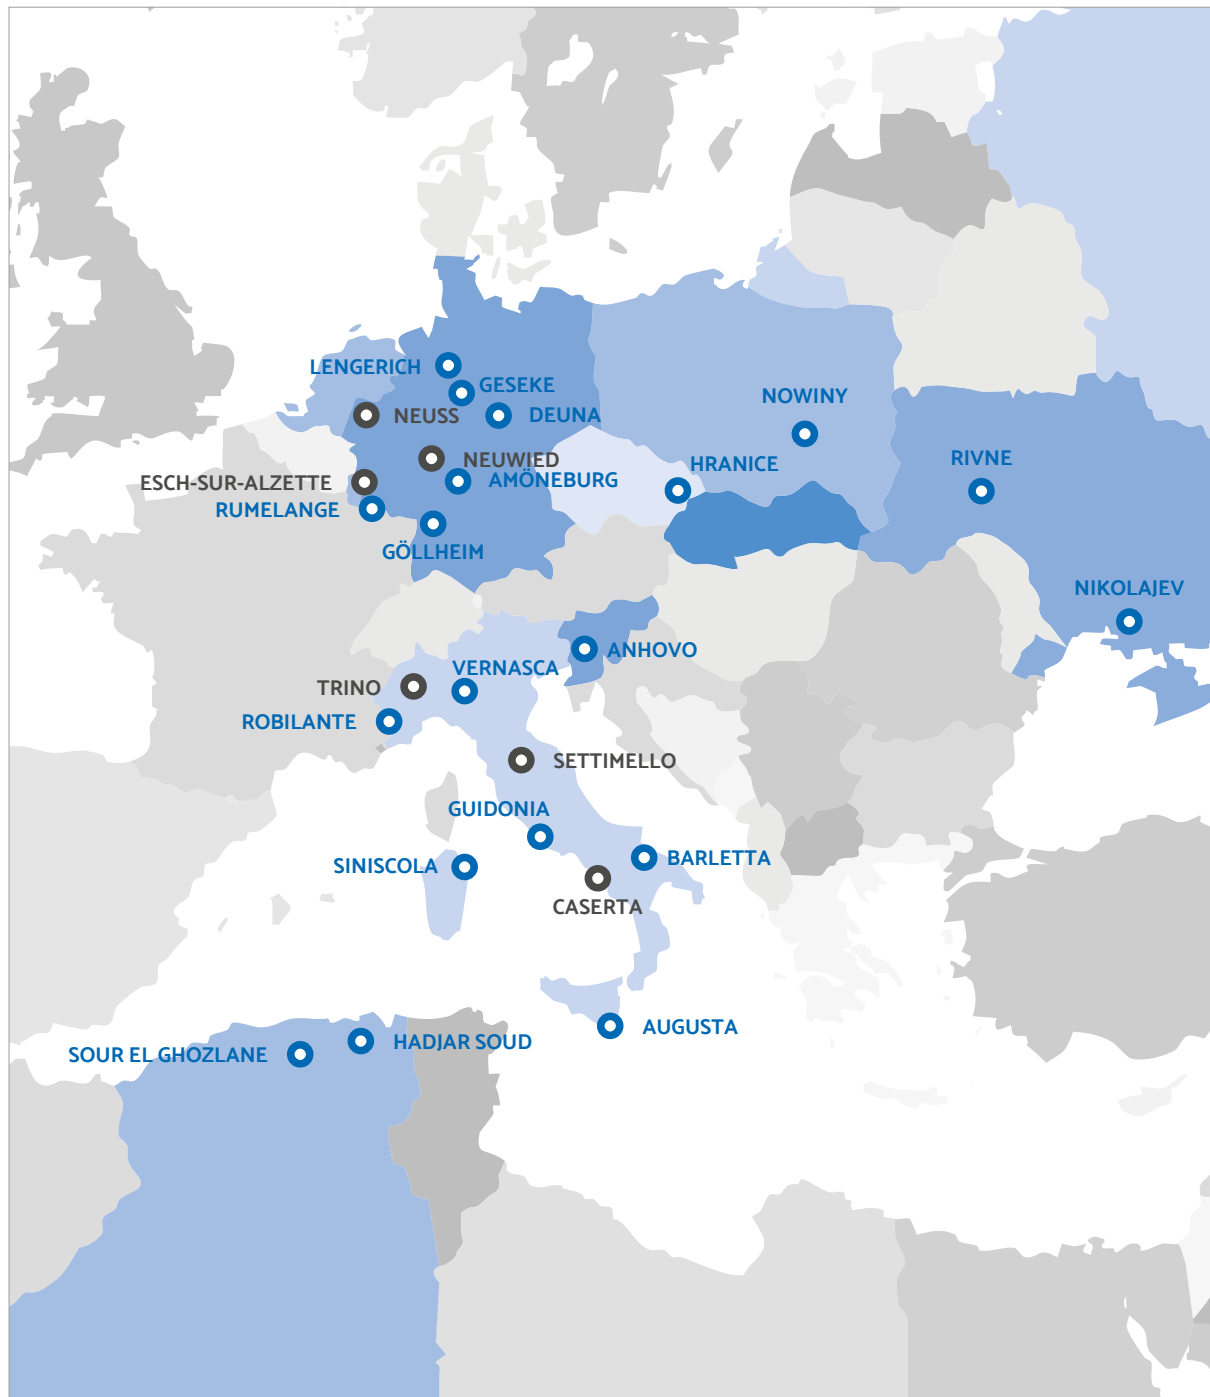 LENGERICH
GESEKE
NOWINY
NEUSS
DEUNA
NEUWIED
HRANICE
RIVNE
ESCH-SUR-ALZETTE
AMÖNEBURG
RUMELANGE
GÖLLHEIM
NIKOLAJEV
ANHOVO
VERNASCA
TRINO
ROBILANTE
SETTIMELLO
GUIDONIA
BARLETTA
SINISCOLA
CASERTA
AUGUSTA
HADJAR SOUD
SOUR EL GHOZLANE